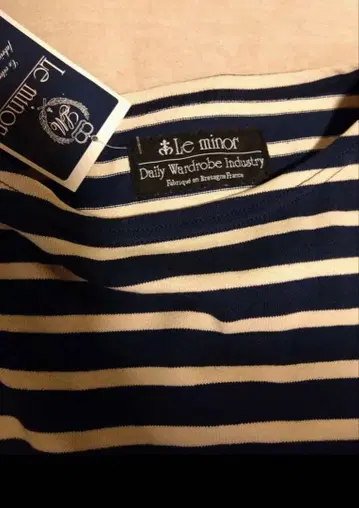 Le minor
Le minor
Daily Wardrobe Industry
Fabriqué en Bretagne France